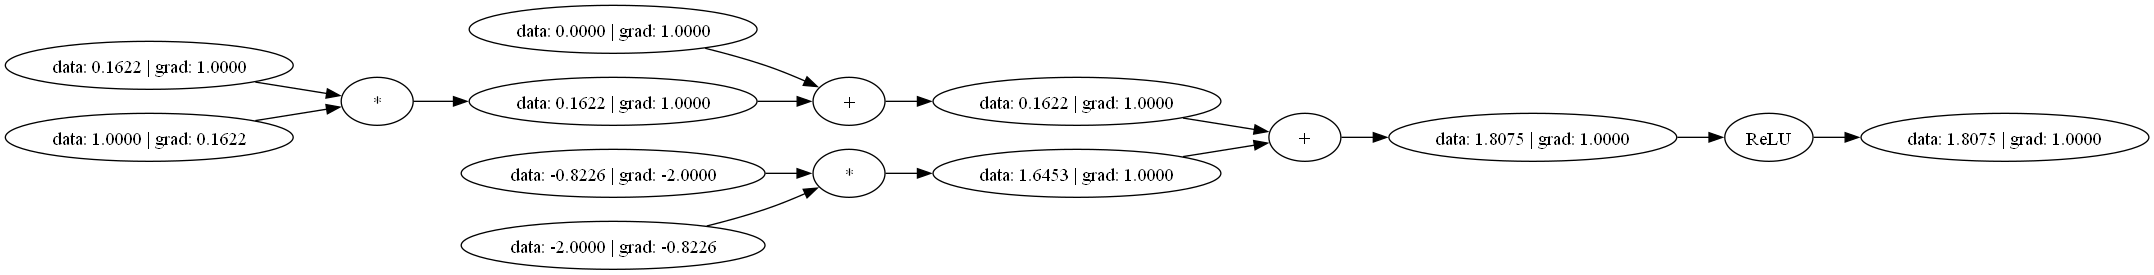 data: 0.0000 | grad: 1.0000
data: 0.1622 | grad: 1.0000
*
data: 0.1622 | grad: 1.0000
+
data: 0.1622 | grad: 1.0000
data: 1.0000 | grad: 0.1622
+
data: 1.8075 | grad: 1.0000
ReLU
data: 1.8075 | grad: 1.0000
data: -0.8226 | grad: -2.0000
*
data: 1.6453 | grad: 1.0000
data: -2.0000 | grad: -0.8226